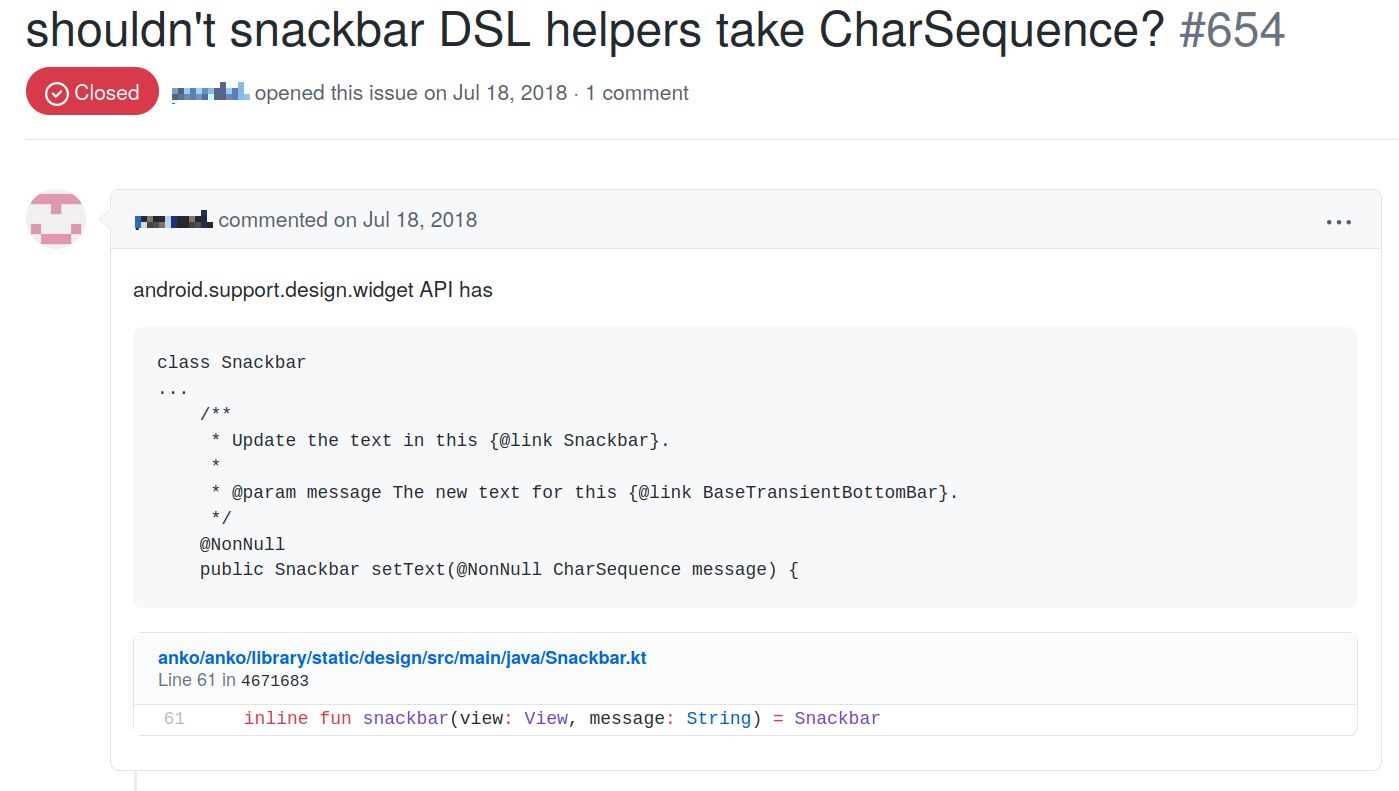 shouldn't snackbar DSL helpers take CharSequence? #654
Closed opened this issue on Jul 18, 2018 · 1 comment
commented on Jul 18, 2018
android.support.design.widget API has
class Snackbar
...
    /**
     * Update the text in this {@link Snackbar}.
     *
     * @param message The new text for this {@link BaseTransientBottomBar}.
     */
    @NonNull
    public Snackbar setText(@NonNull CharSequence message) {
anko/anko/library/static/design/src/main/java/Snackbar.kt
Line 61 in 4671683
61 inline fun snackbar(view: View, message: String) = Snackbar